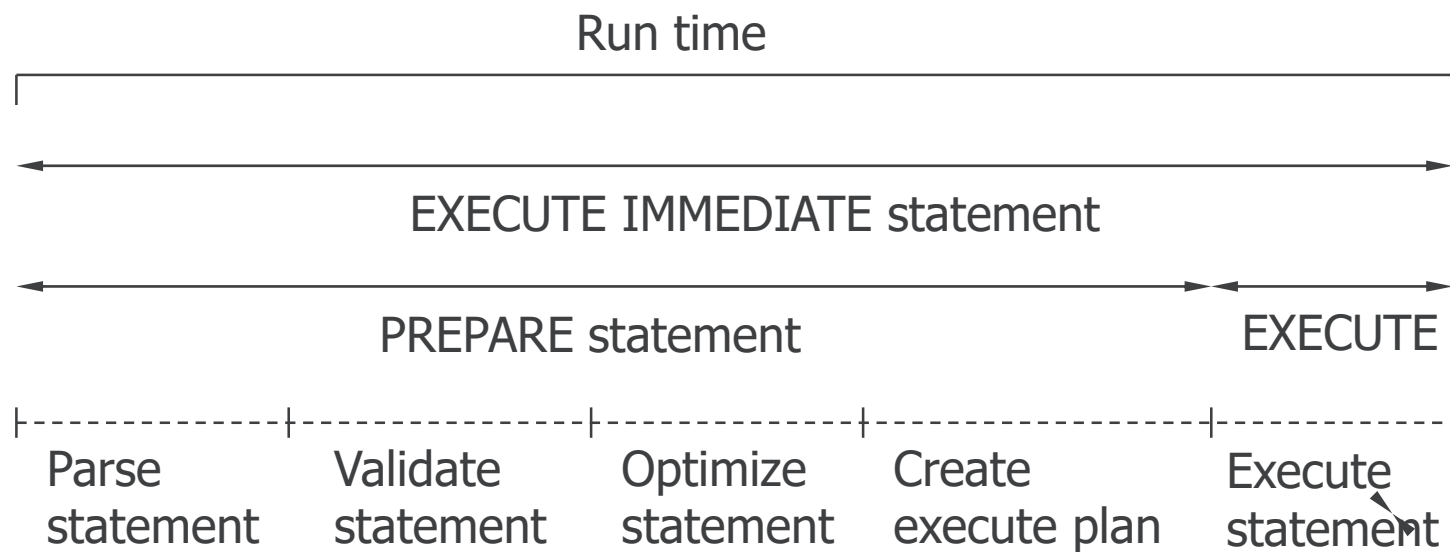 Run time
EXECUTE IMMEDIATE statement
PREPARE statement
EXECUTE
Parse Validate Optimize Create Execute
statement statement statement execute plan statement